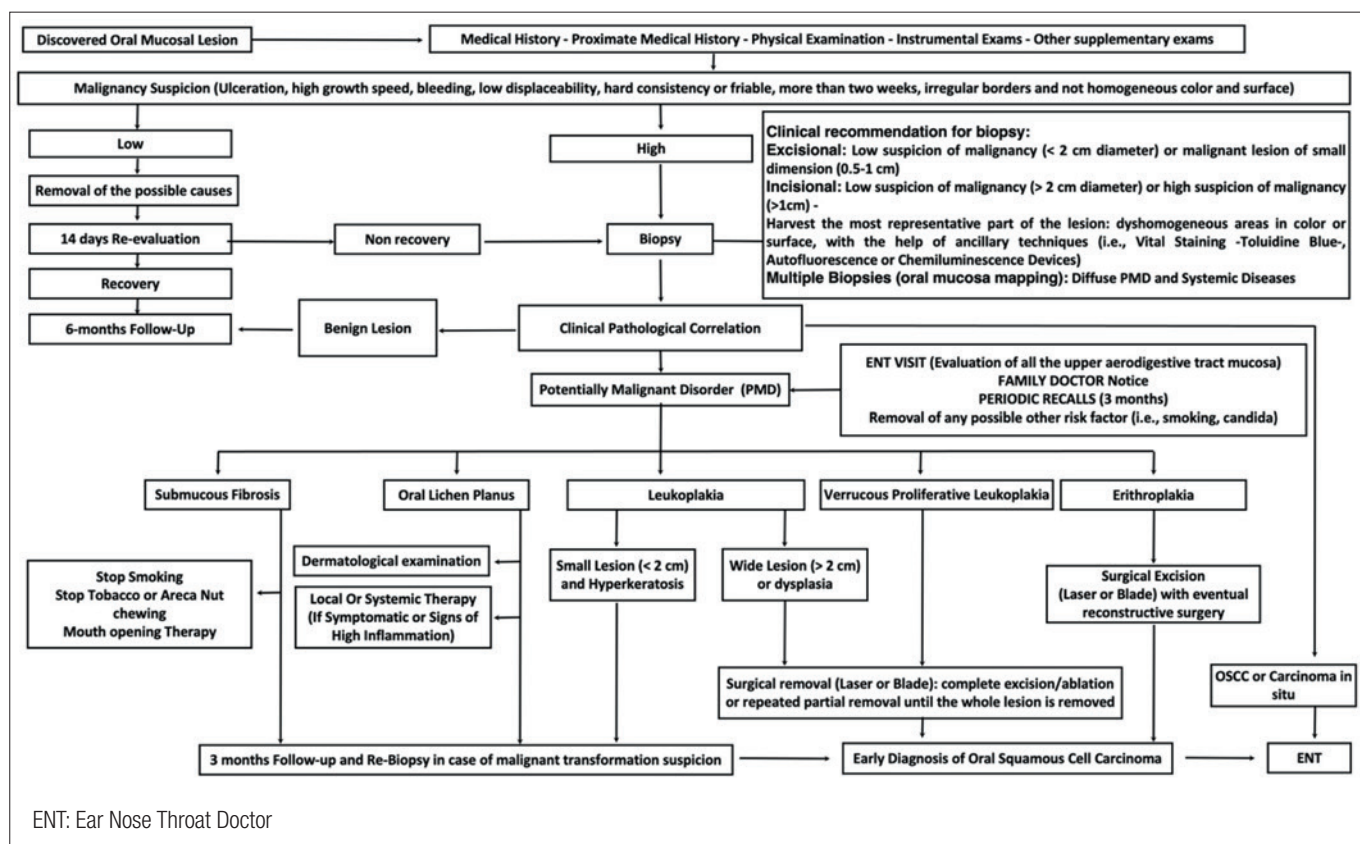 Discovered Oral Mucosal Lesion
Medical History - Proximate Medical History - Physical Examination - Instrumental Exams - Other supplementary exams
Malignancy Suspicion (Ulceration, high growth speed, bleeding, low displaceability, hard consistency or friable, more than two weeks, irregular borders and not homogeneous color and surface)
Low
High
Clinical recommendation for biopsy:
Excisional: Low suspicion of malignancy (< 2 cm diameter) or malignant lesion of small
dimension (0.5-1 cm)
Incisional: Low suspicion of malignancy (> 2 cm diameter) or high suspicion of malignancy
(>1cm) -
Harvest the most representative part of the lesion: dyshomogeneous areas in color or
surface, with the help of ancillary techniques (i.e., Vital Staining -Toluidine Blue-,
Autofluorescence or Chemiluminescence Devices)
Multiple Biopsies (oral mucosa mapping): Diffuse PMD and Systemic Diseases
Removal of the possible causes
14 days Re-evaluation
Non recovery
Biopsy
Recovery
6-months Follow-Up
Benign Lesion
Clinical Pathological Correlation
ENT VISIT (Evaluation of all the upper aerodigestive tract mucosa)
FAMILY DOCTOR Notice
PERIODIC RECALLS (3 months)
Removal of any possible other risk factor (i.e., smoking, candida)
Potentially Malignant Disorder (PMD)
Submucous Fibrosis
Oral Lichen Planus
Leukoplakia
Verrucous Proliferative Leukoplakia
Erithroplakia
Stop Smoking
Stop Tobacco or Areca Nut
chewing
Mouth opening Therapy
Dermatological examination
Local Or Systemic Therapy
(If Symptomatic or Signs of
High Inflammation)
Small Lesion (< 2 cm)
and Hyperkeratosis
Wide Lesion (> 2 cm)
or dysplasia
Surgical Excision
(Laser or Blade) with eventual
reconstructive surgery
Surgical removal (Laser or Blade): complete excision/ablation
or repeated partial removal until the whole lesion is removed
OSCC or Carcinoma in
situ
3 months Follow-up and Re-Biopsy in case of malignant transformation suspicion
Early Diagnosis of Oral Squamous Cell Carcinoma
ENT
ENT: Ear Nose Throat Doctor